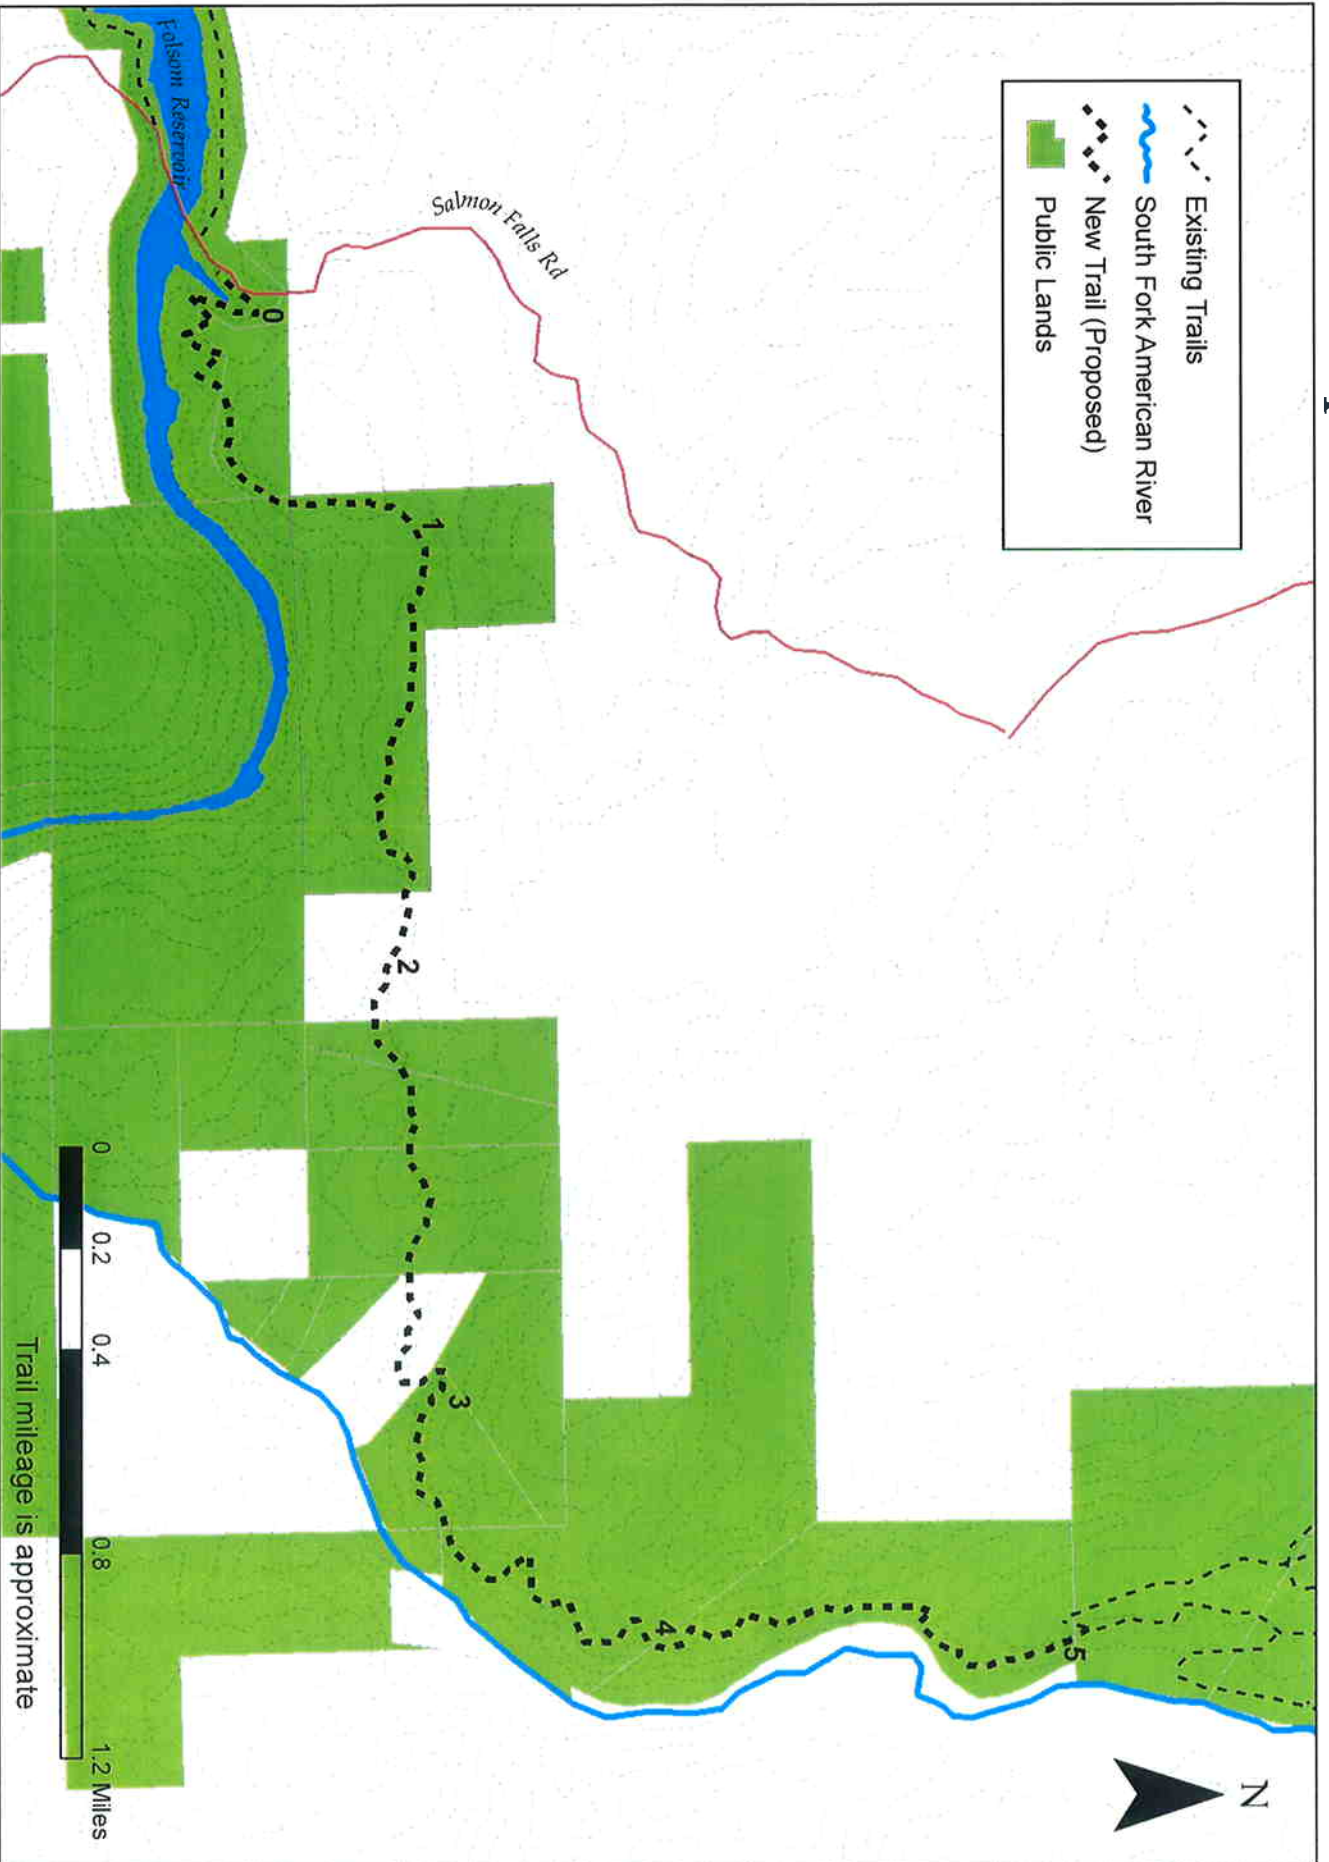 Existing Trails
South Fork American River
New Trail (Proposed)
Public Lands
N
Salmon Falls Rd
Folsom Reservoir
0
1
2
3
4
5
0 0.2 0.4 0.8 1.2 Miles
Trail mileage is approximate